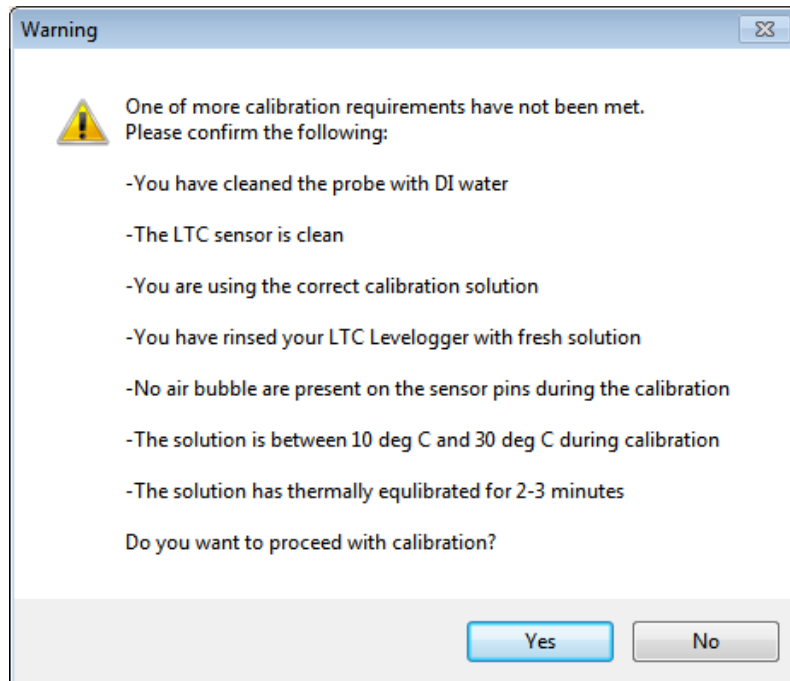 Warning
One of more calibration requirements have not been met.
Please confirm the following:
-You have cleaned the probe with DI water
-The LTC sensor is clean
-You are using the correct calibration solution
-You have rinsed your LTC Levelogger with fresh solution
-No air bubble are present on the sensor pins during the calibration
-The solution is between 10 deg C and 30 deg C during calibration
-The solution has thermally equlibrated for 2-3 minutes
Do you want to proceed with calibration?
Yes
No